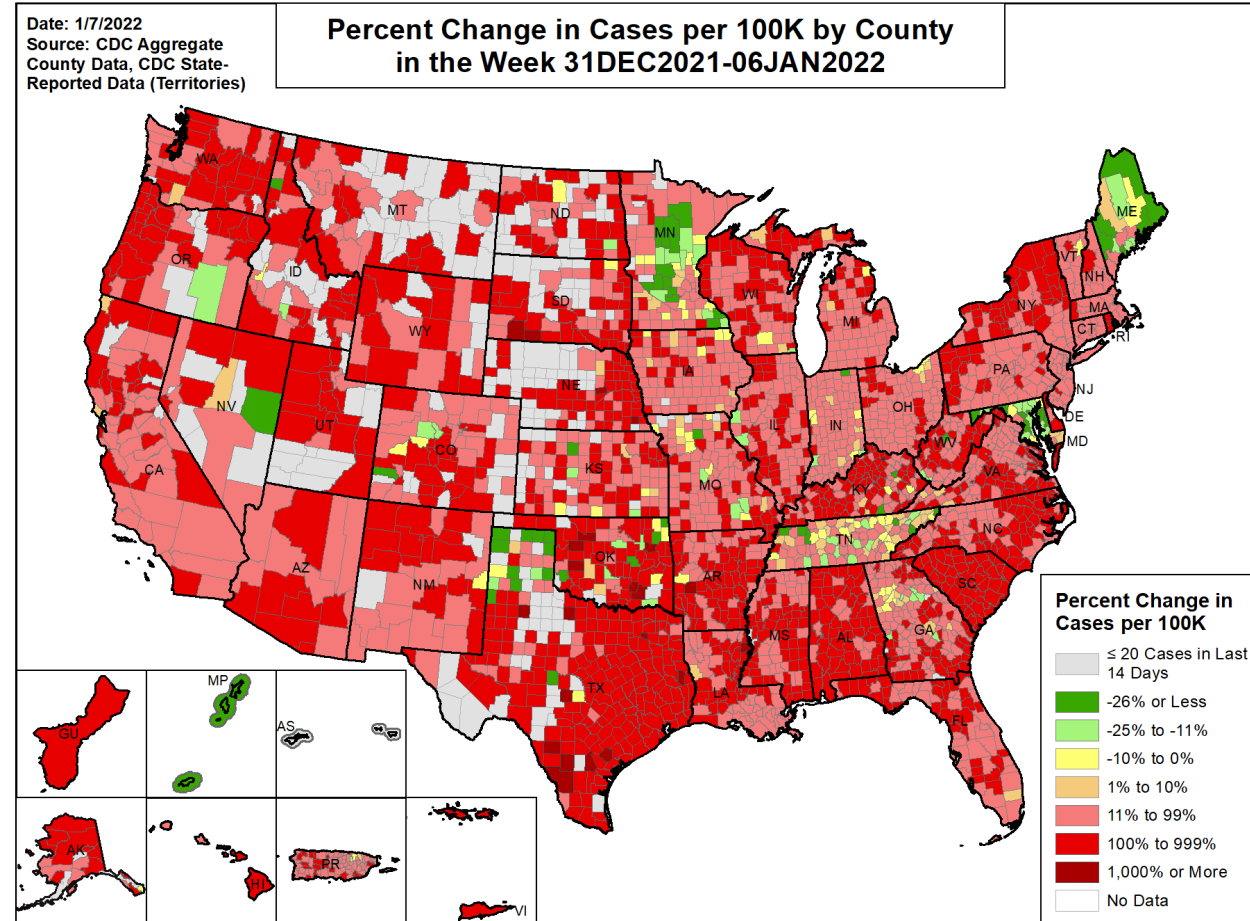 Date: 1/7/2022
Source: CDC Aggregate
County Data, CDC State-
Reported Data (Territories)
Percent Change in Cases per 100K by County
in the Week 31DEC2021-06JAN2022
WA
MT
ND
MN
ME
OR
ID
SD
WI
VT
NH
WY
MI
NY
MA
CT
RI
NE
IA
PA
NJ
NV
UT
CO
IL
IN
OH
DE
MD
CA
KS
MO
WV
VA
KY
AZ
NM
OK
AR
TN
NC
SC
MS
AL
GA
TX
LA
FL
GU
MP
AS
AK
HI
PR
VI
Percent Change in
Cases per 100K
≤ 20 Cases in Last
14 Days
-26% or Less
-25% to -11%
-10% to 0%
1% to 10%
11% to 99%
100% to 999%
1,000% or More
No Data